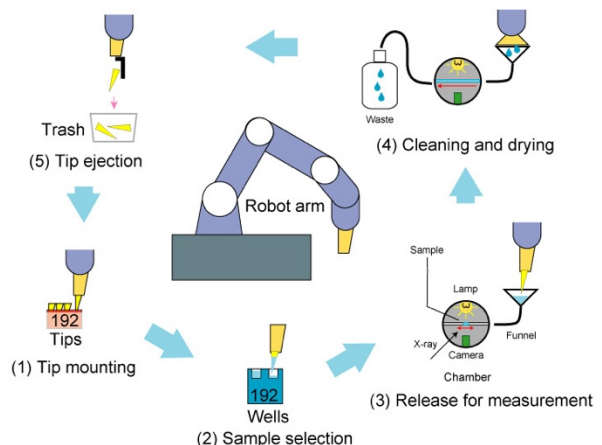 Trash
(5) Tip ejection
Waste
(4) Cleaning and drying
Robot arm
192
Tips
(1) Tip mounting
192
Wells
(2) Sample selection
Sample
Lamp
X-ray
Camera
Funnel
Chamber
(3) Release for measurement